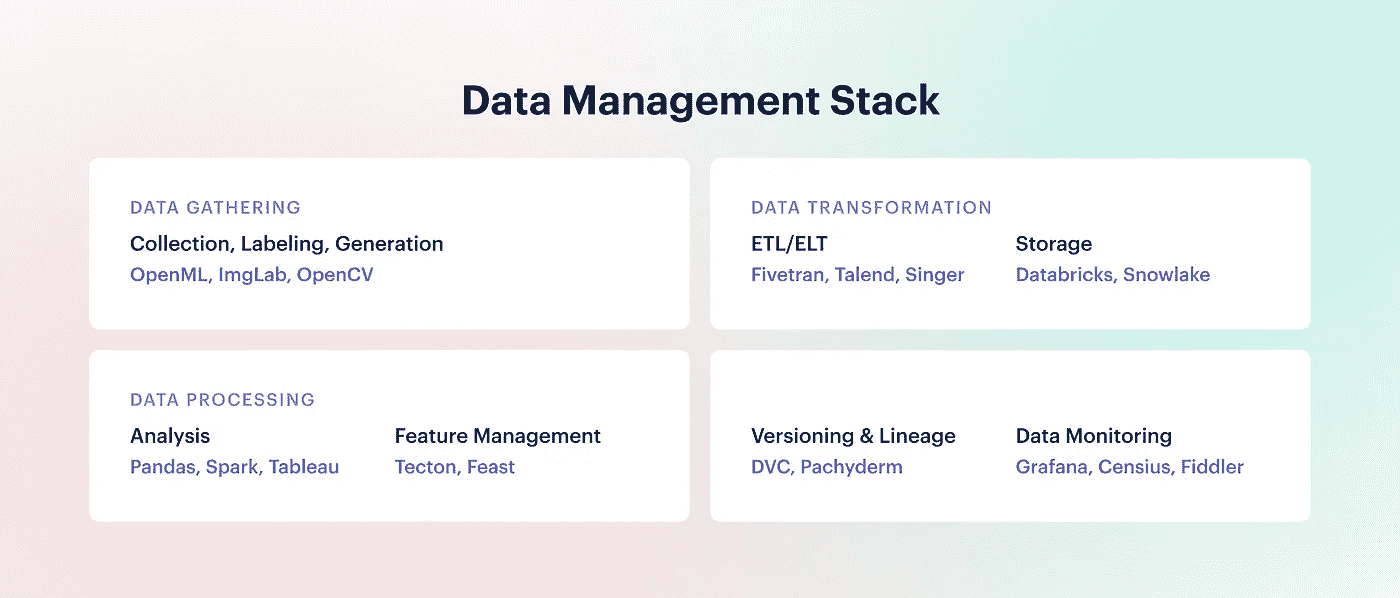 Data Management Stack
DATA GATHERING
Collection, Labeling, Generation
OpenML, ImgLab, OpenCV
DATA TRANSFORMATION
ETL/ELT
Fivetran, Talend, Singer
Storage
Databricks, Snowlake
DATA PROCESSING
Analysis
Pandas, Spark, Tableau
Feature Management
Tecton, Feast
Versioning & Lineage
DVC, Pachyderm
Data Monitoring
Grafana, Censius, Fiddler